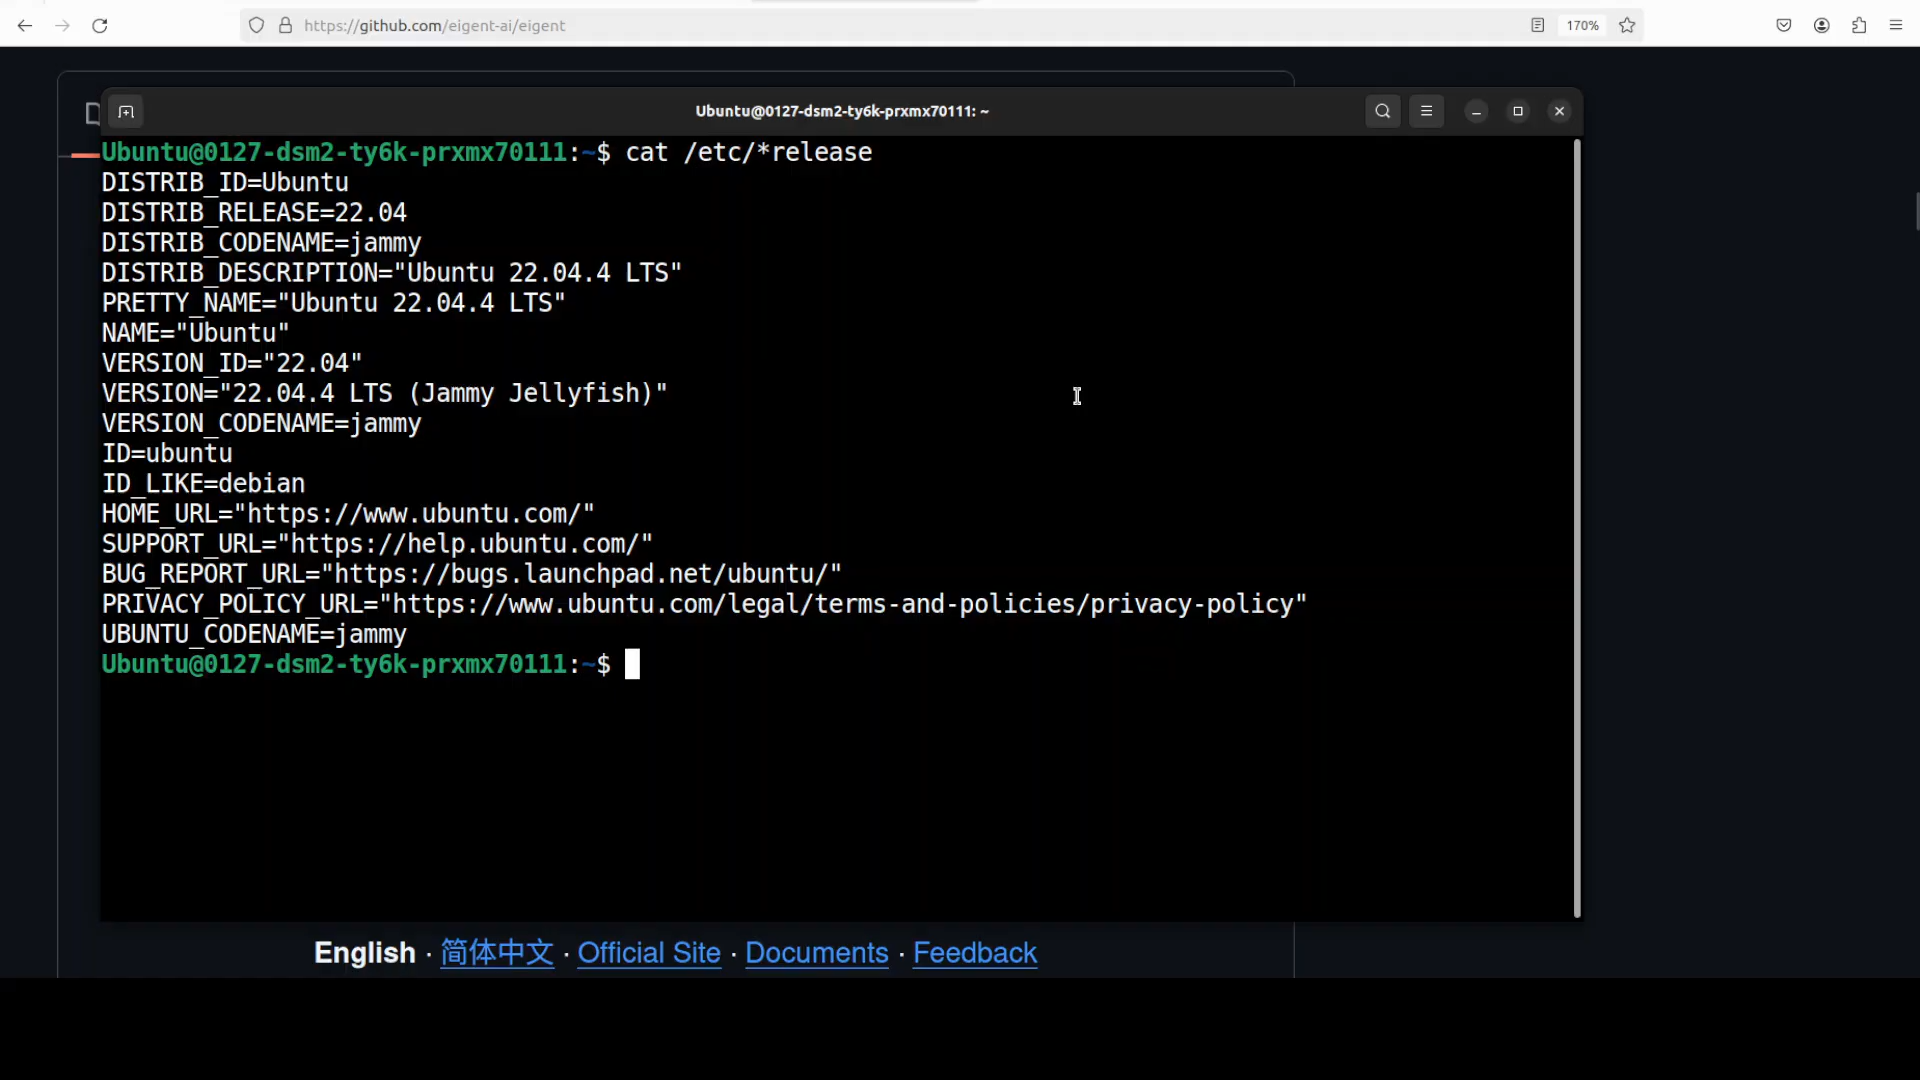 https://github.com/eigent-ai/eigent
170%
Ubuntu@0127-dsm2-ty6k-prxmx70111: ~
Ubuntu@0127-dsm2-ty6k-prxmx70111:~$ cat /etc/*release
DISTRIB_ID=Ubuntu
DISTRIB_RELEASE=22.04
DISTRIB_CODENAME=jammy
DISTRIB_DESCRIPTION="Ubuntu 22.04.4 LTS"
PRETTY_NAME="Ubuntu 22.04.4 LTS"
NAME="Ubuntu"
VERSION_ID="22.04"
VERSION="22.04.4 LTS (Jammy Jellyfish)"
VERSION_CODENAME=jammy
ID=ubuntu
ID_LIKE=debian
HOME_URL="https://www.ubuntu.com/"
SUPPORT_URL="https://help.ubuntu.com/"
BUG_REPORT_URL="https://bugs.launchpad.net/ubuntu/"
PRIVACY_POLICY_URL="https://www.ubuntu.com/legal/terms-and-policies/privacy-policy"
UBUNTU_CODENAME=jammy
Ubuntu@0127-dsm2-ty6k-prxmx70111:~$
English · 简体中文 · Official Site · Documents · Feedback